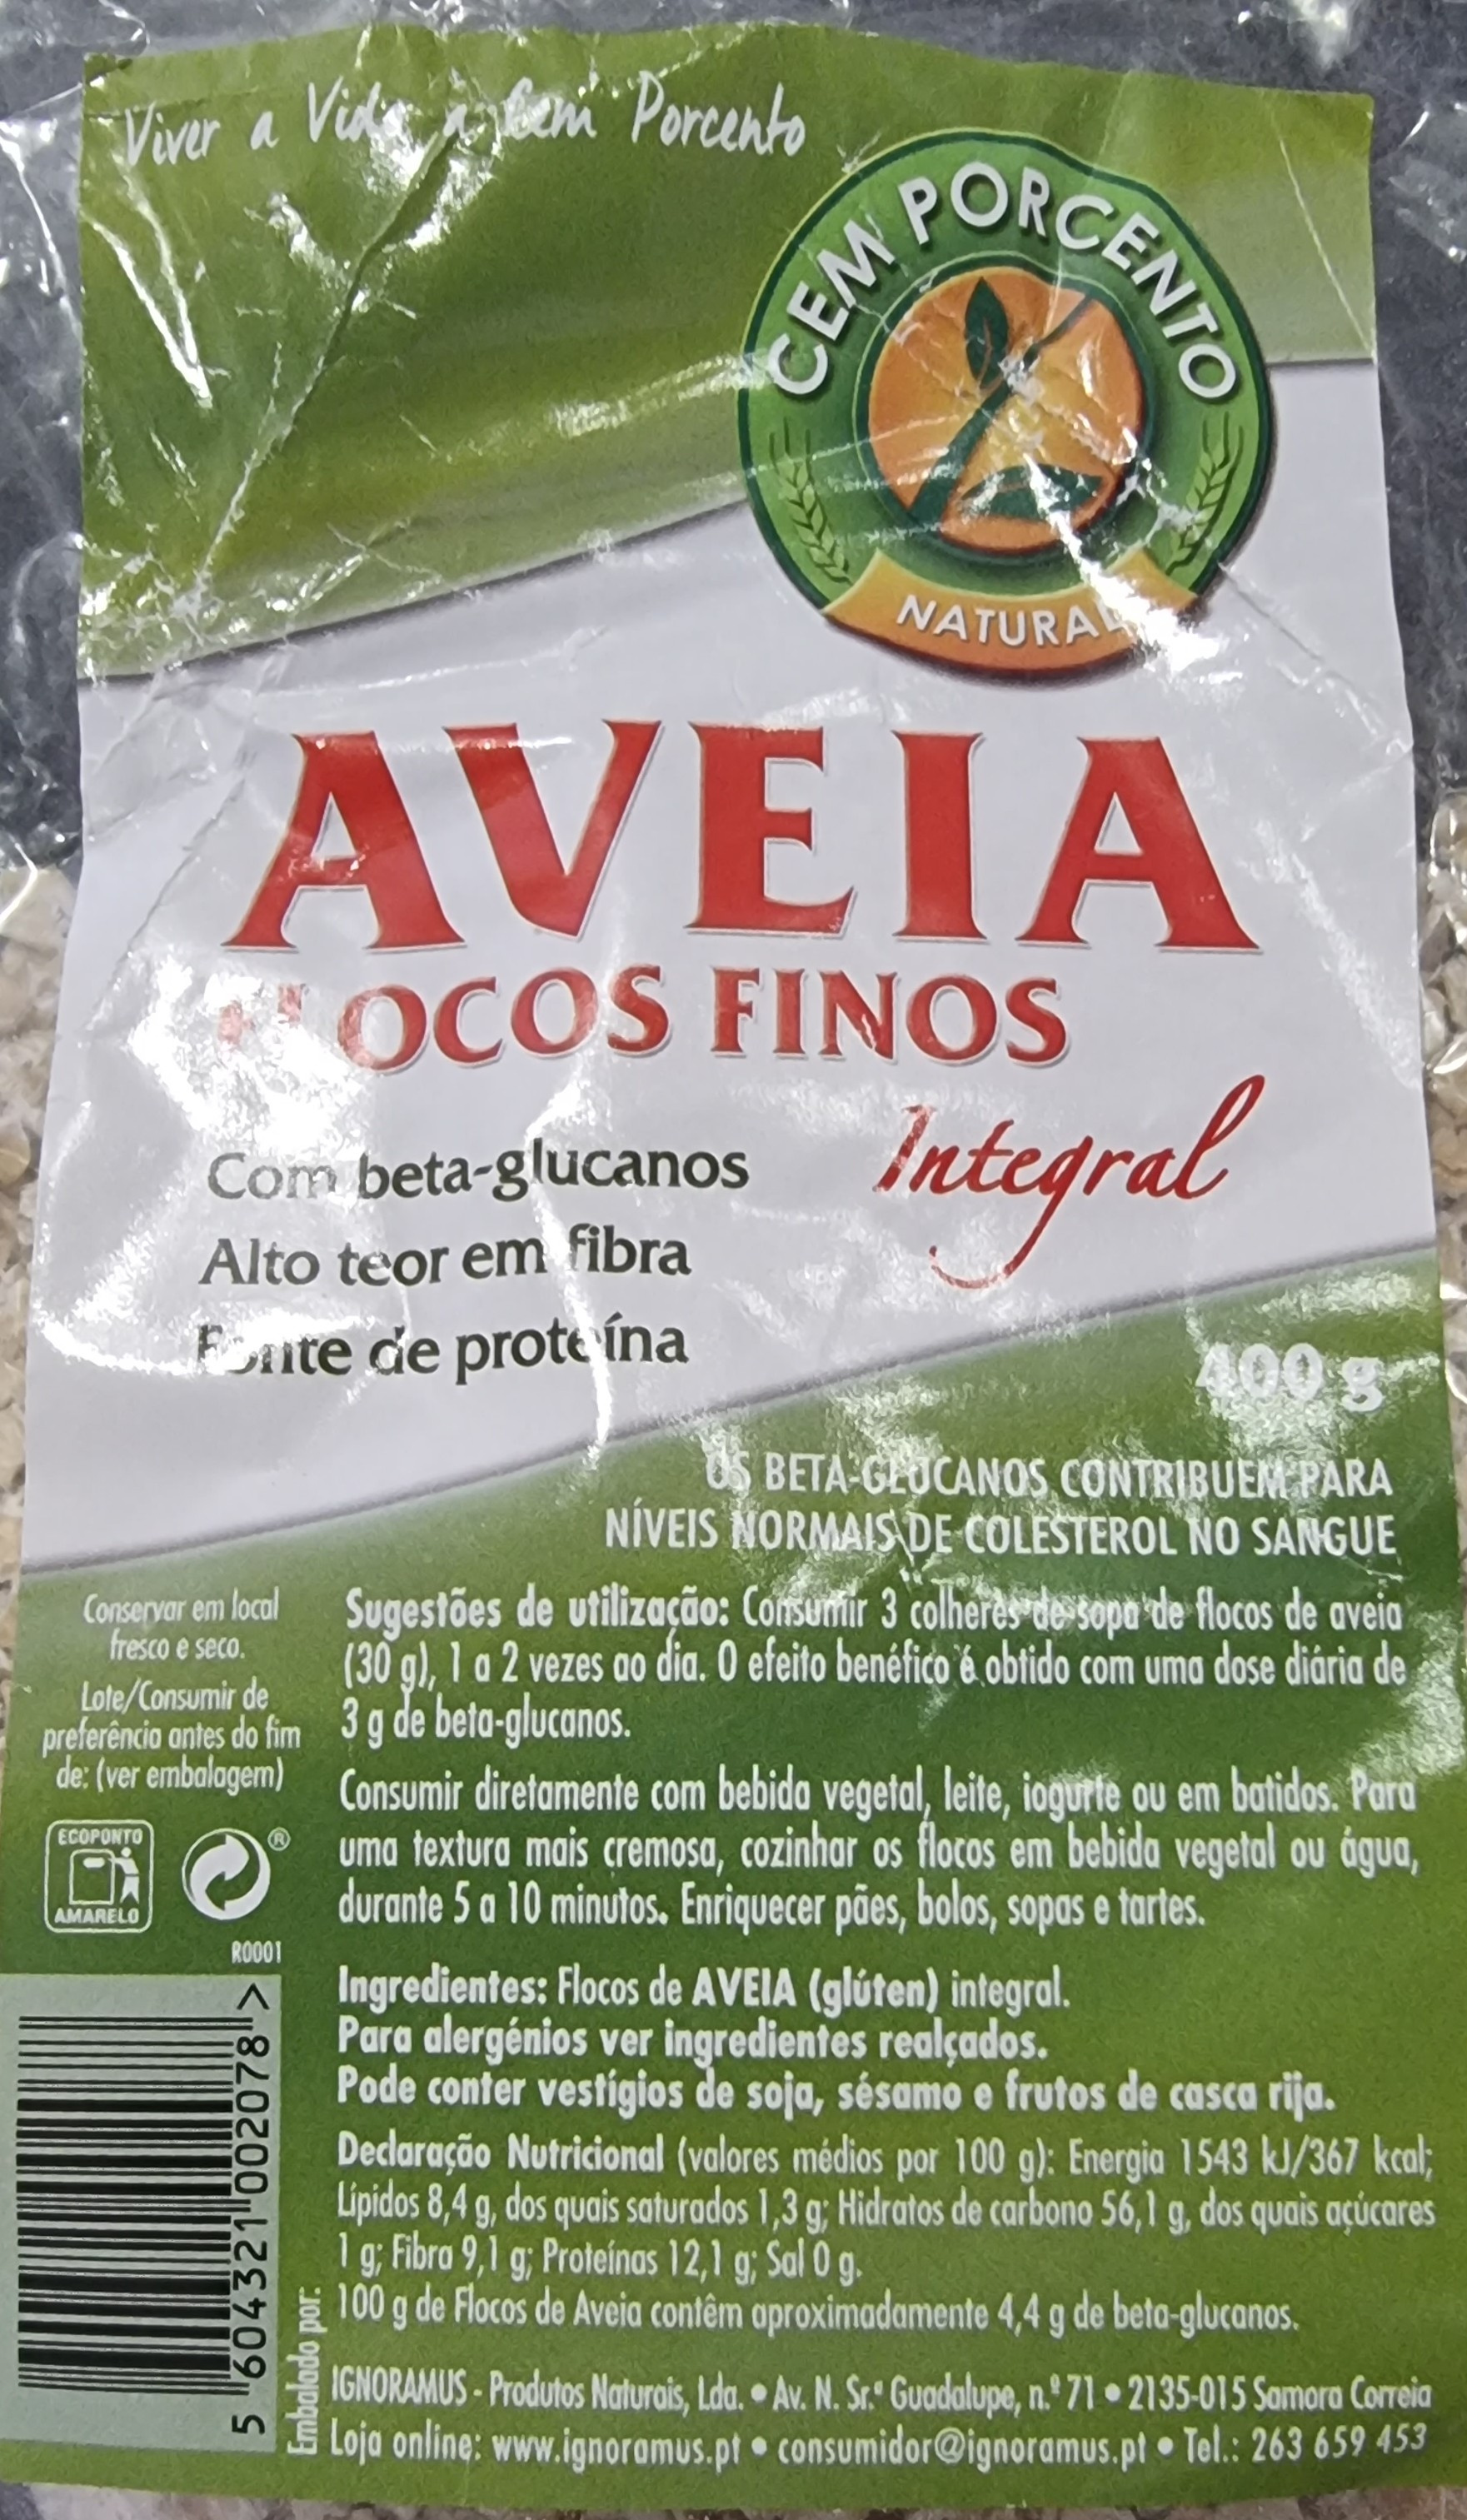 Viver a Vida a Cem Porcento
CEM PORCENTO
NATURAL
AVEIA
FLOCOS FINOS
Integral
Com beta-glucanos
Alto teor em fibra
Fonte de proteína
400 g
OS BETA-GLUCANOS CONTRIBUEM PARA
NÍVEIS NORMAIS DE COLESTEROL NO SANGUE
Conservar em local
fresco e seco.
Lote/Consumir de
preferência antes do fim
de: (ver embalagem)
ECOPONTO
AMARELO
®
R0001
5 604321 002078 >
Sugestões de utilização: Consumir 3 colheres de sopa de flocos de aveia
(30 g), 1 a 2 vezes ao dia. O efeito benéfico é obtido com uma dose diária de
3 g de beta-glucanos.
Consumir diretamente com bebida vegetal, leite, iogurte ou em batidos. Para
uma textura mais cremosa, cozinhar os flocos em bebida vegetal ou água,
durante 5 a 10 minutos. Enriquecer pães, bolos, sopas e tartes.
Ingredientes: Flocos de AVEIA (glúten) integral.
Para alergénios ver ingredientes realçados.
Pode conter vestígios de soja, sésamo e frutos de casca rija.
Declaração Nutricional (valores médios por 100 g): Energia 1543 kJ/367 kcal;
Lípidos 8,4 g, dos quais saturados 1,3 g; Hidratos de carbono 56,1 g, dos quais açúcares
1 g; Fibra 9,1 g; Proteínas 12,1 g; Sal 0 g.
100 g de Flocos de Aveia contêm aproximadamente 4,4 g de beta-glucanos.
Embalado por:
IGNORAMUS - Produtos Naturais, Lda. • Av. N. Sr.ª Guadalupe, n.º 71 • 2135-015 Samora Correia
Loja online: www.ignoramus.pt • consumidor@ignoramus.pt • Tel.: 263 659 453